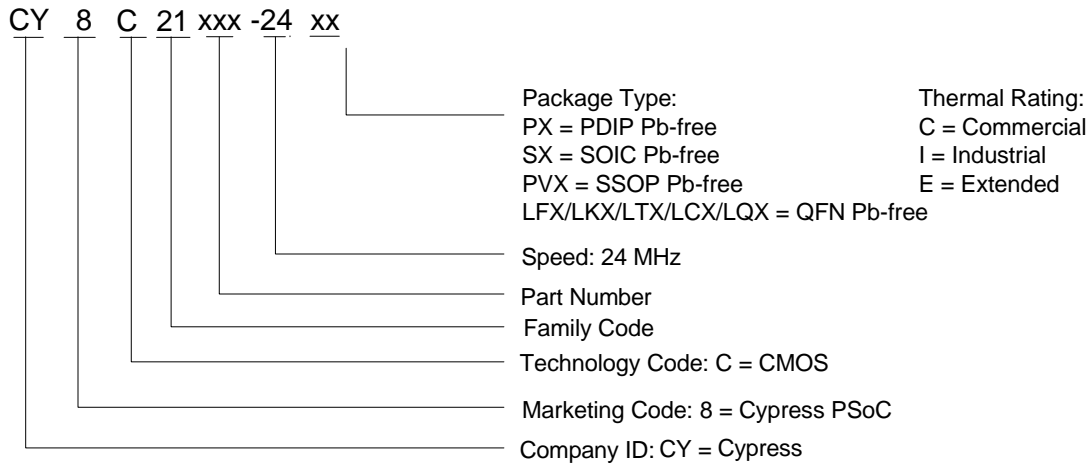 CY 8 C 21 xxx -24 xx
Package Type: Thermal Rating:
PX = PDIP Pb-free C = Commercial
SX = SOIC Pb-free I = Industrial
PVX = SSOP Pb-free E = Extended
LFX/LKX/LTX/LCX/LQX = QFN Pb-free
Speed: 24 MHz
Part Number
Family Code
Technology Code: C = CMOS
Marketing Code: 8 = Cypress PSoC
Company ID: CY = Cypress